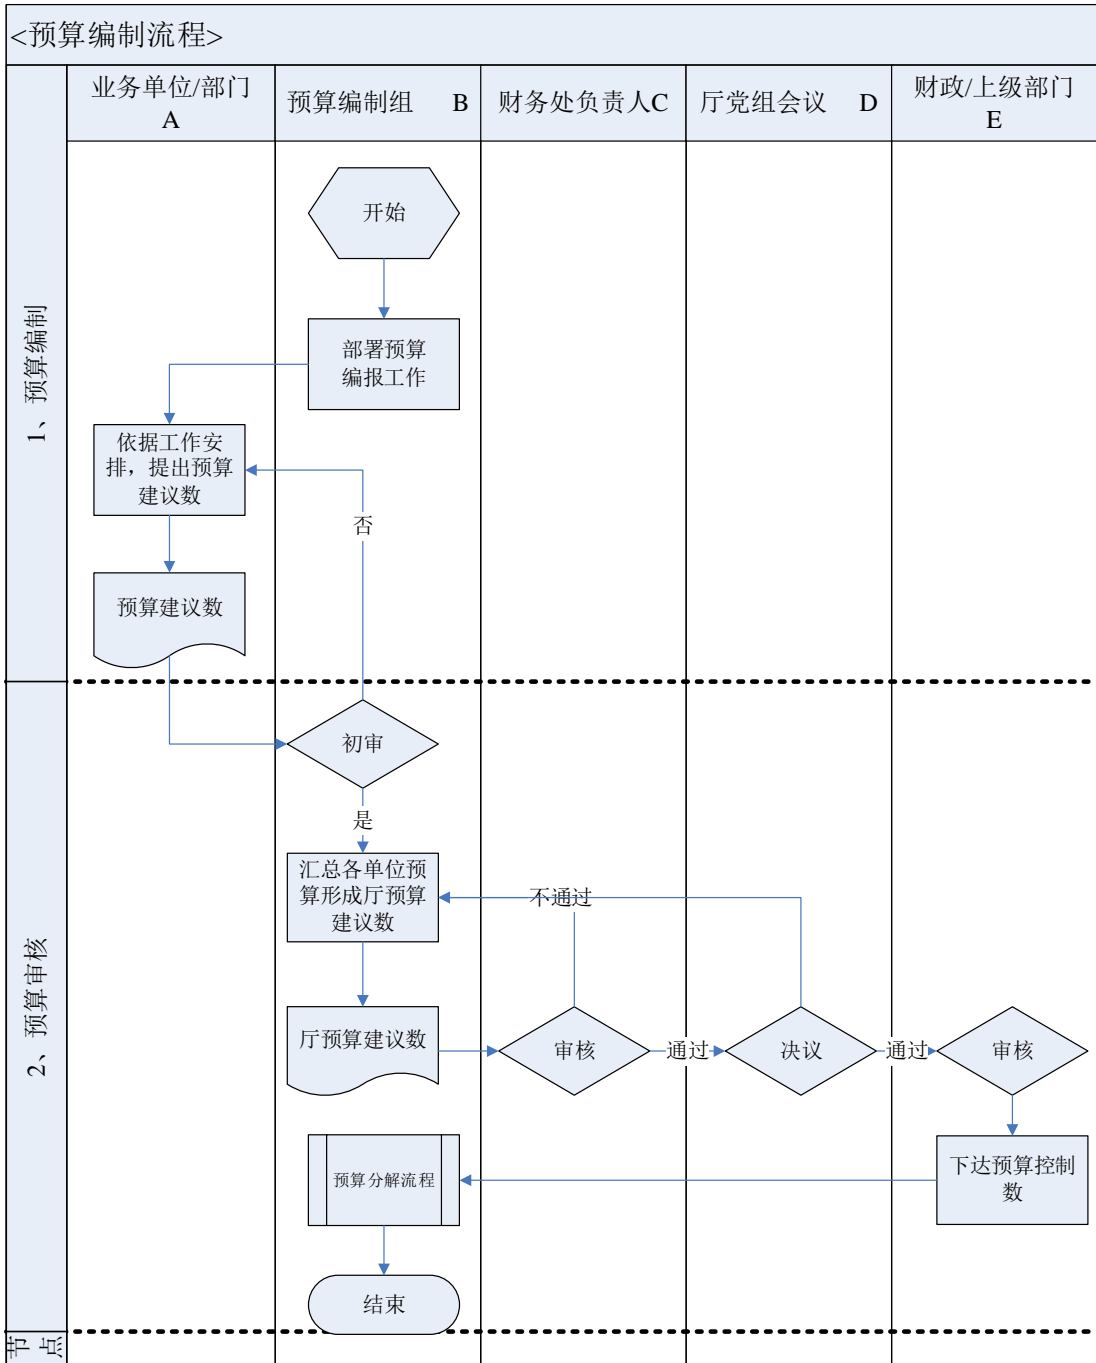 <预算编制流程>
业务单位/部门
A
预算编制组 B
财务处负责人C
厅党组会议 D
财政/上级部门
E
1、预算编制
开始
部署预算
编报工作
依据工作安
排，提出预算
建议数
否
预算建议数
2、预算审核
初审
是
汇总各单位预
算形成厅预算
建议数
不通过
厅预算建议数
审核
通过
决议
通过
审核
预算分解流程
下达预算控制
数
结束
节点